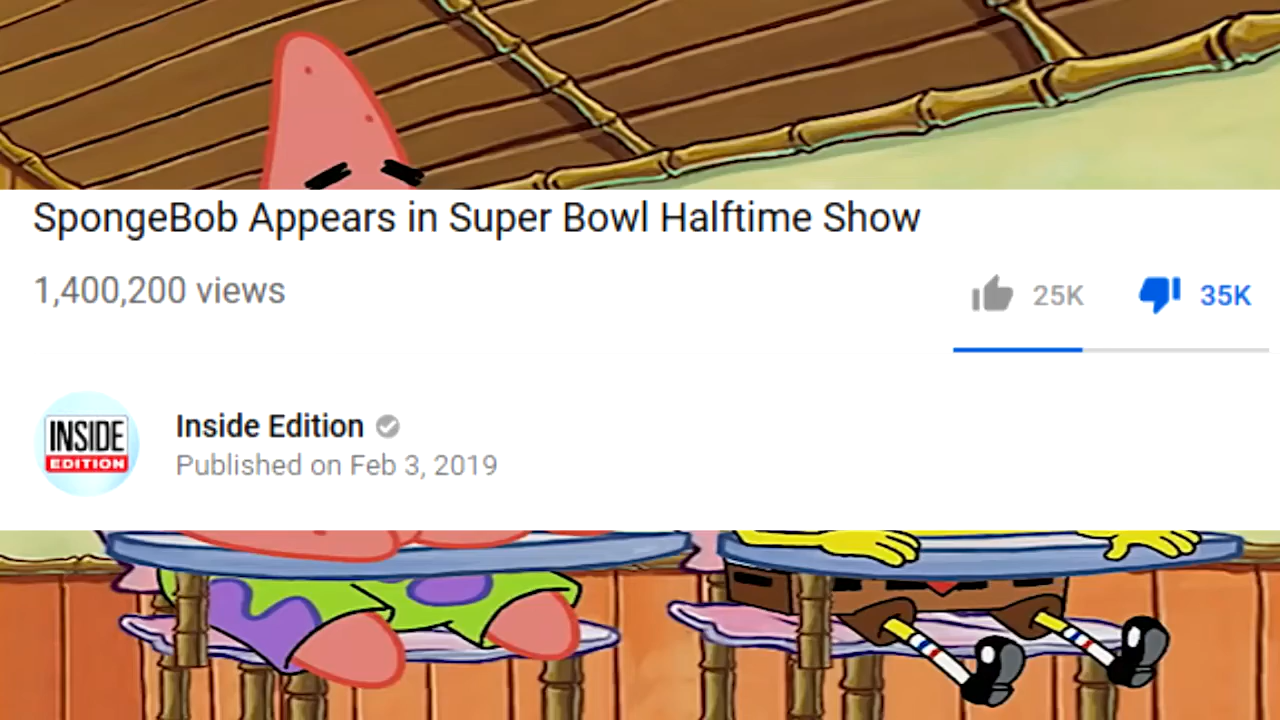 SpongeBob Appears in Super Bowl Halftime Show
1,400,200 views
25K
35K
INSIDE
EDITION
Inside Edition
Published on Feb 3, 2019